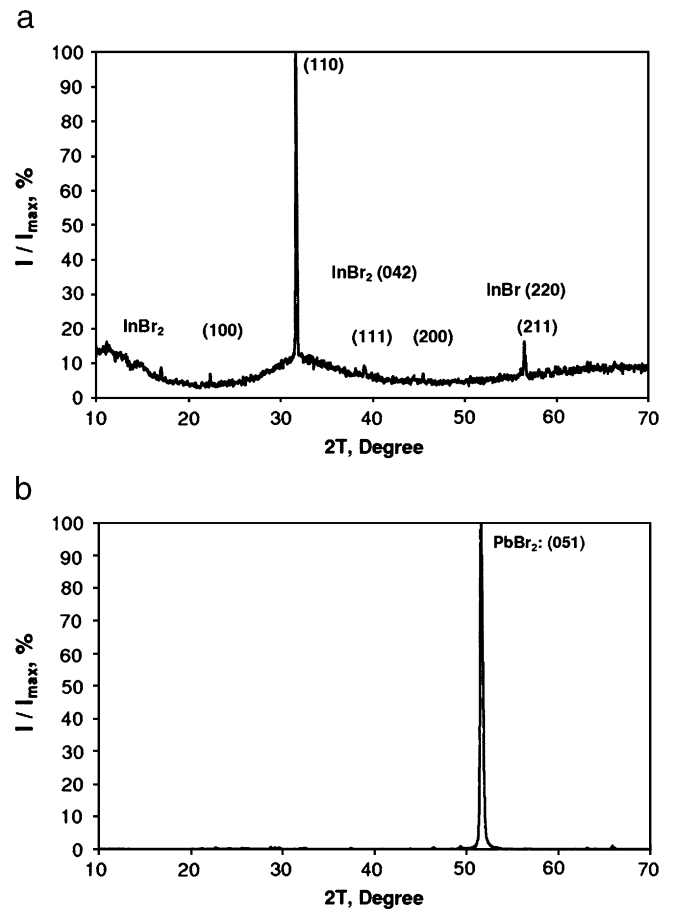 a
100
(110)
90
80
70
60
50
InBr₂ (042)
40
InBr (220)
30
InBr₂ (100) (111) (200) (211)
20
10
0
10 20 30 40 50 60 70
I / Imax, %
2T, Degree
b
100
PbBr₂: (051)
90
80
70
60
50
40
30
20
10
0
10 20 30 40 50 60 70
I / Imax, %
2T, Degree